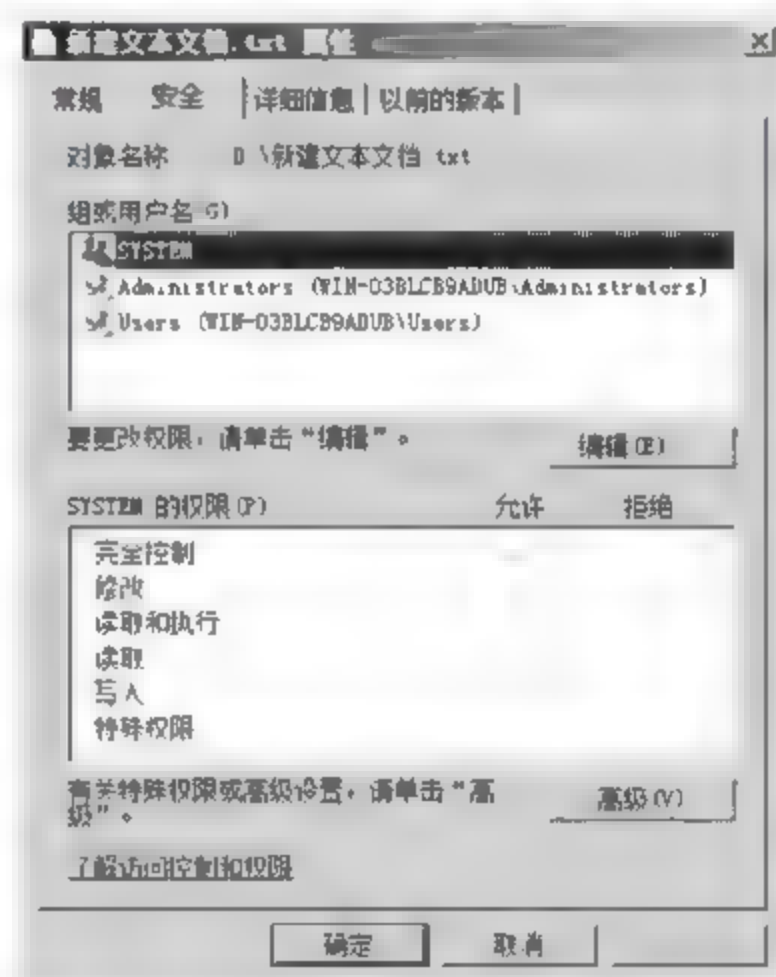 新建文本文档.txt 属性
常规 安全 详细信息 以前的版本
对象名称 D \新建文本文档 txt
组或用户名 G)
SYSTEM
Administrators (WIN-03BLCB9ADUB\Administrators)
Users (WIN-03BLCB9ADUB\Users)
要更改权限，请单击“编辑”。 编辑(E)
SYSTEM 的权限(P) 允许 拒绝
完全控制
修改
读取和执行
读取
写入
特殊权限
有关特殊权限或高级设置，请单击“高
级”。 高级(V)
了解访问控制和权限
确定 取消